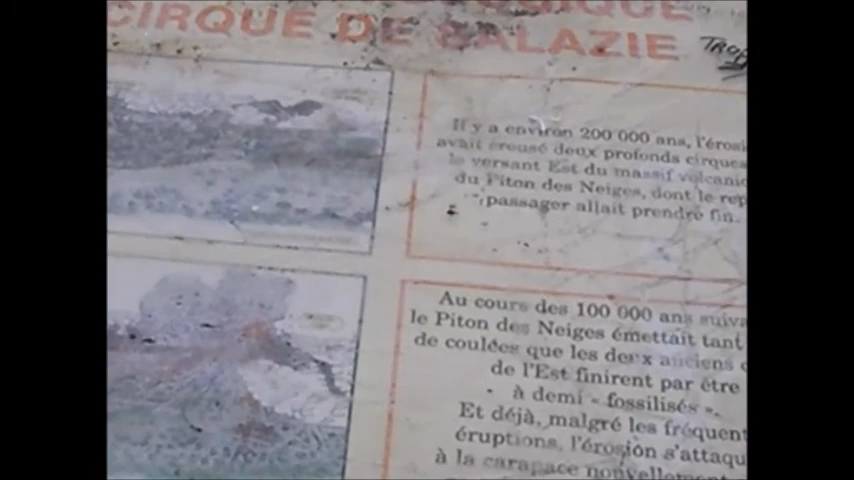 CIRQUE DE SALAZIE
Il y a environ 200 000 ans, l'érosi
avait creusé deux profonds cirques
le versant Est du massif volcaniq
du Piton des Neiges, dont le rep
passager allait prendre fin.
Au cours des 100 000 ans suiva
le Piton des Neiges émettait tant
de coulées que les deux anciens c
de l'Est finirent par être
à demi « fossilisés ».
Et déjà, malgré les fréquent
éruptions, l'érosion s'attaqu
à la carapace nouvellement